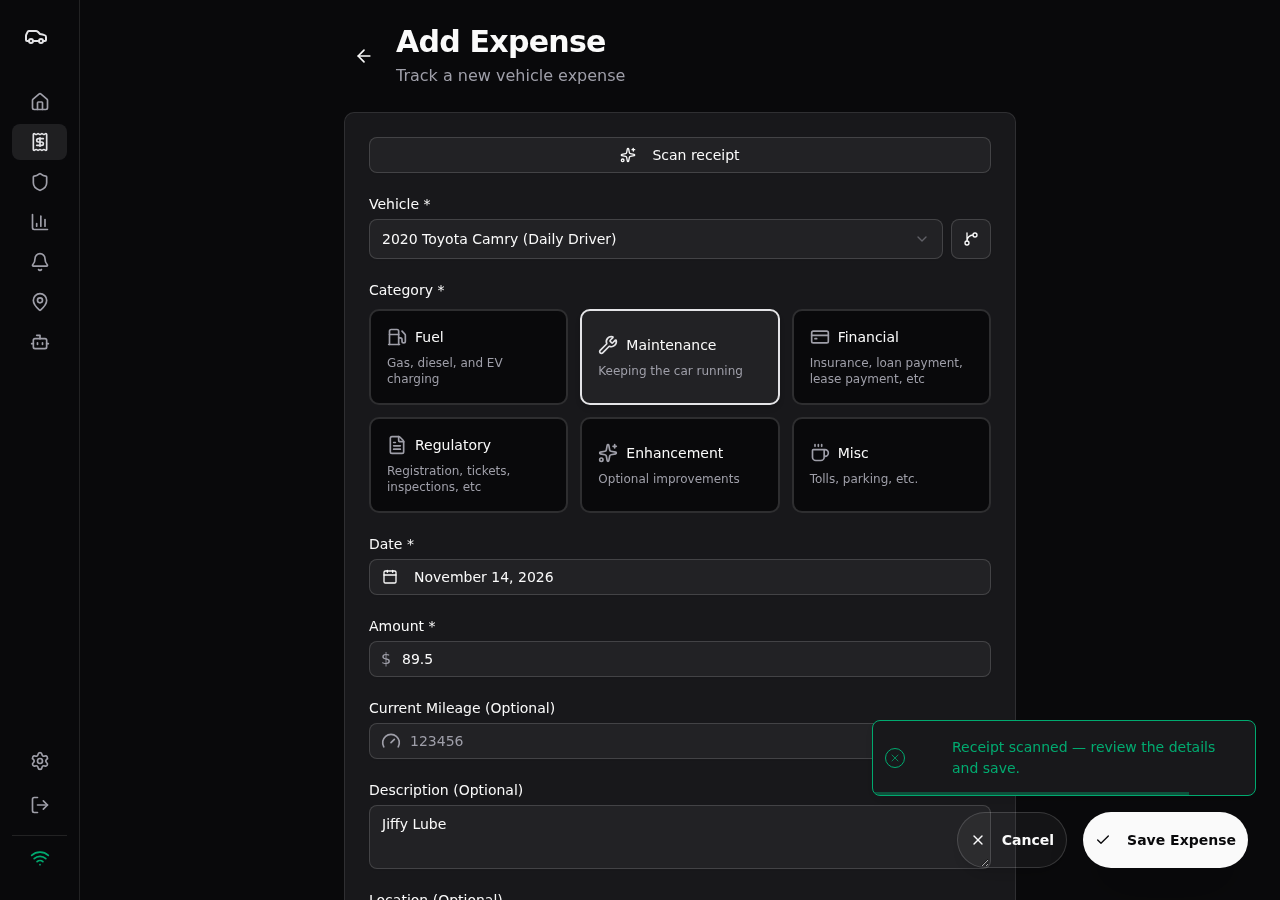 Add Expense
Track a new vehicle expense
Scan receipt
Vehicle *
2020 Toyota Camry (Daily Driver)
Category *
Fuel
Gas, diesel, and EV
charging
Maintenance
Keeping the car running
Financial
Insurance, loan payment,
lease payment, etc
Regulatory
Registration, tickets,
inspections, etc
Enhancement
Optional improvements
Misc
Tolls, parking, etc.
Date *
November 14, 2026
Amount *
$ 89.5
Current Mileage (Optional)
123456
Receipt scanned — review the details
and save.
Description (Optional)
Jiffy Lube
Cancel
Save Expense
Location (Optional)